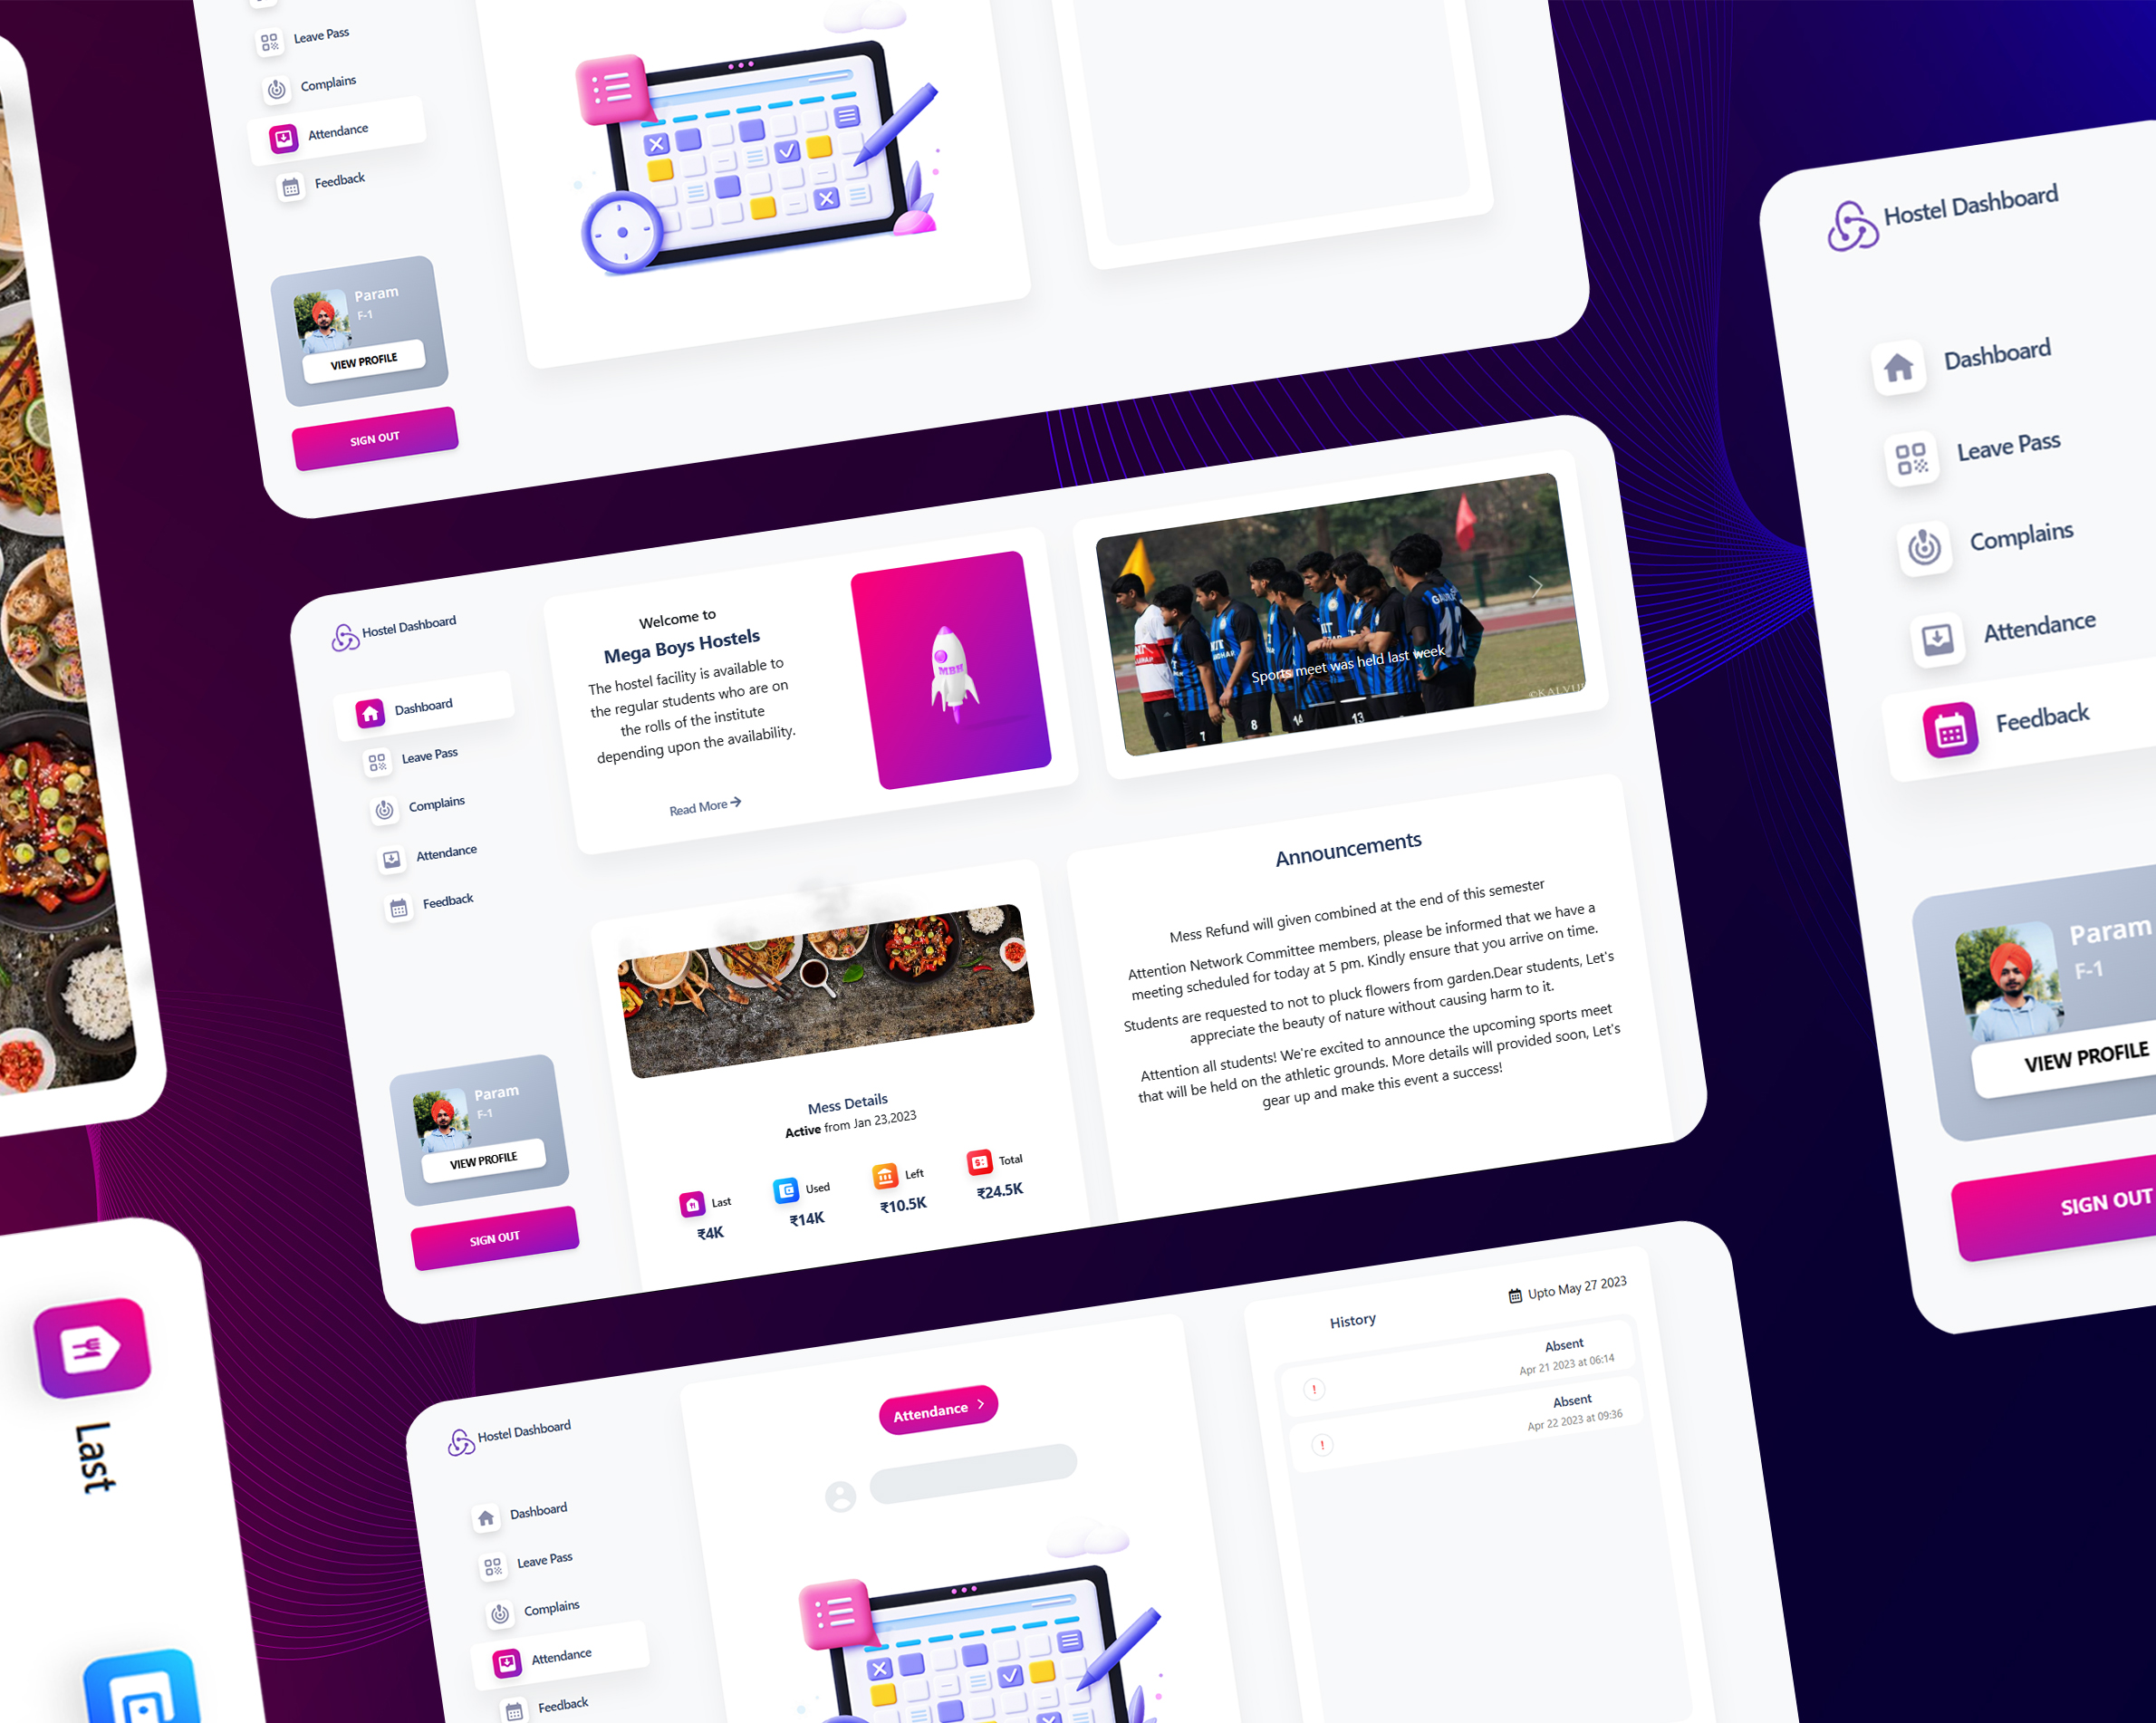 Leave Pass
Complains
Attendance
Feedback
Param
F-1
VIEW PROFILE
SIGN OUT
Hostel Dashboard
Dashboard
Leave Pass
Complains
Attendance
Feedback
Param
F-1
VIEW PROFILE
SIGN OUT
Welcome to
Mega Boys Hostels
The hostel facility is available to
the regular students who are on
the rolls of the institute
depending upon the availability.
Read More
MBH
Sports meet was held last week
7
8
14
13
Mess Details
Active from Jan 23,2023
Last
₹4K
Used
₹14K
Left
₹10.5K
Total
₹24.5K
Announcements
Mess Refund will given combined at the end of this semester
Attention Network Committee members, please be informed that we have a
meeting scheduled for today at 5 pm. Kindly ensure that you arrive on time.
Students are requested to not to pluck flowers from garden.Dear students, Let's
appreciate the beauty of nature without causing harm to it.
Attention all students! We're excited to announce the upcoming sports meet
that will be held on the athletic grounds. More details will provided soon, Let's
gear up and make this event a success!
Hostel Dashboard
Dashboard
Leave Pass
Complains
Attendance
Feedback
Attendance
History
Upto May 27 2023
Absent
Apr 21 2023 at 06:14
Absent
Apr 22 2023 at 09:36
Hostel Dashboard
Dashboard
Leave Pass
Complains
Attendance
Feedback
Param
F-1
VIEW PROFILE
SIGN OUT
Last